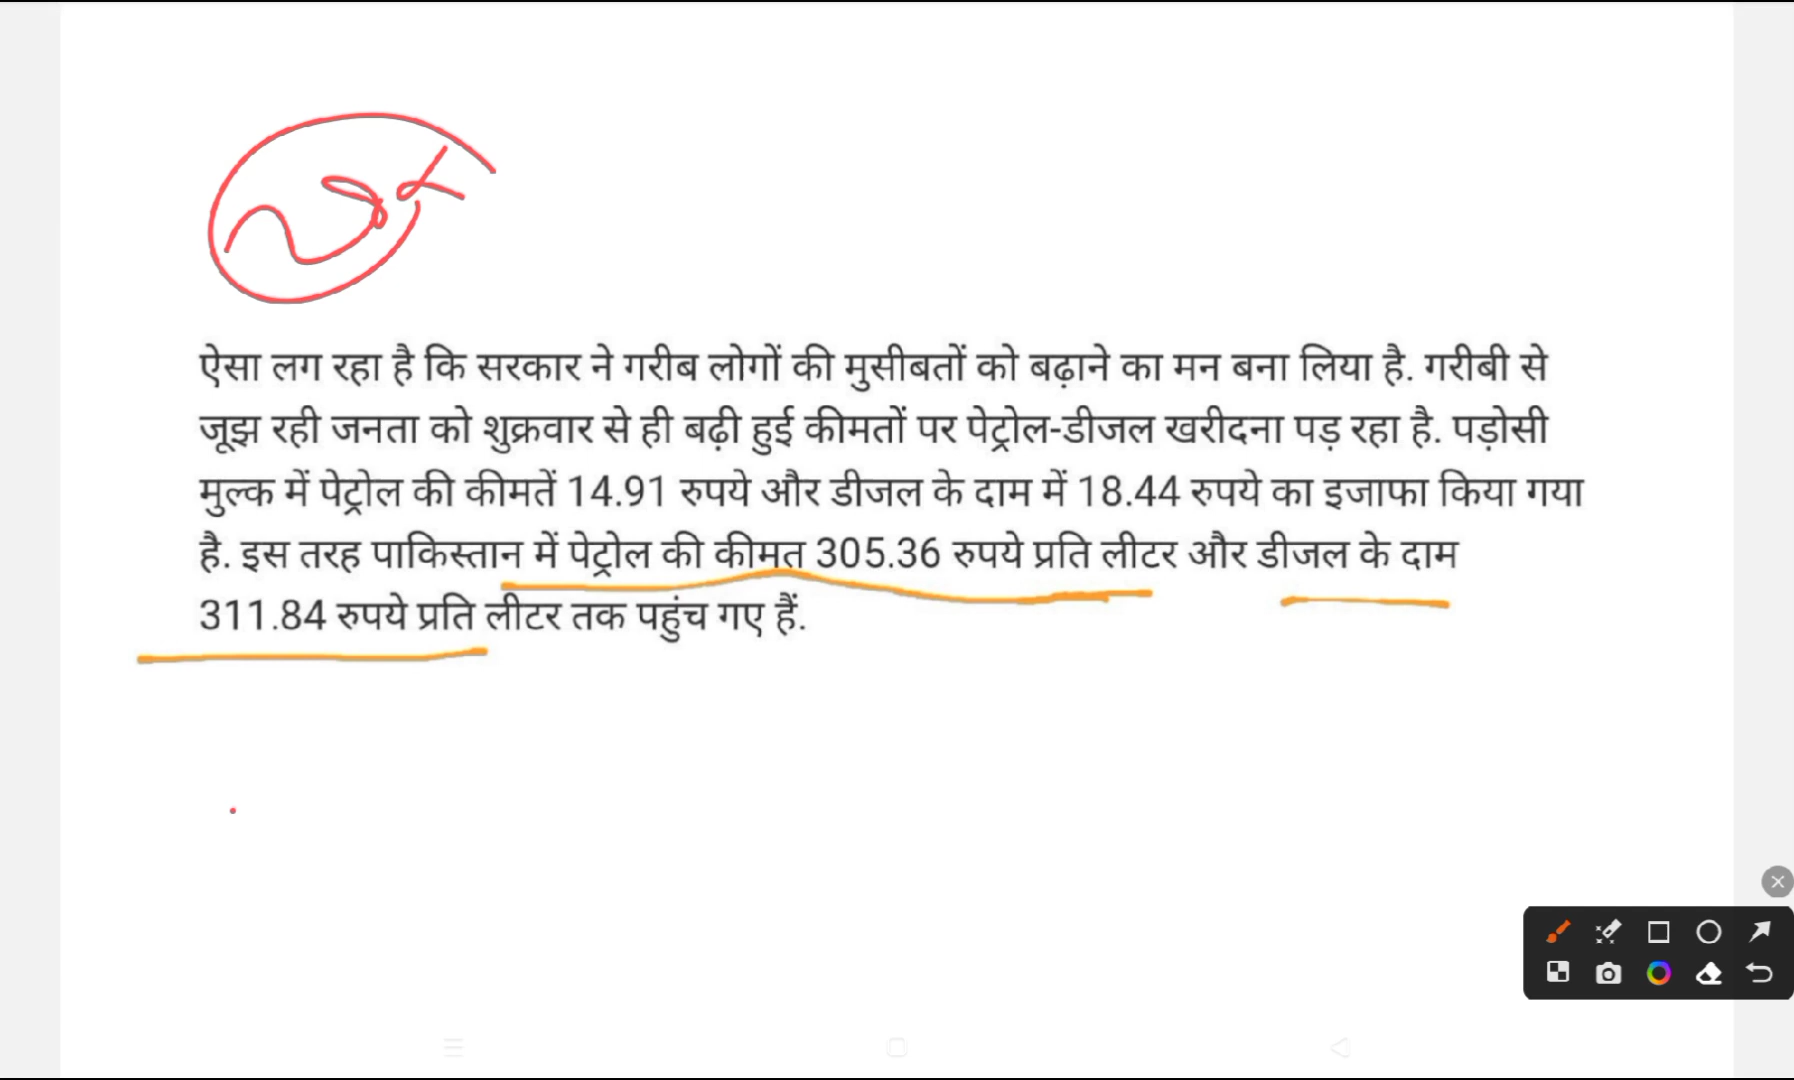 ऐसा लग रहा है कि सरकार ने गरीब लोगों की मुसीबतों को बढ़ाने का मन बना लिया है. गरीबी से
जूझ रही जनता को शुक्रवार से ही बढ़ी हुई कीमतों पर पेट्रोल-डीजल खरीदना पड़ रहा है. पड़ोसी
मुल्क में पेट्रोल की कीमतें 14.91 रुपये और डीजल के दाम में 18.44 रुपये का इजाफा किया गया
है. इस तरह पाकिस्तान में पेट्रोल की कीमत 305.36 रुपये प्रति लीटर और डीजल के दाम
311.84 रुपये प्रति लीटर तक पहुंच गए हैं.